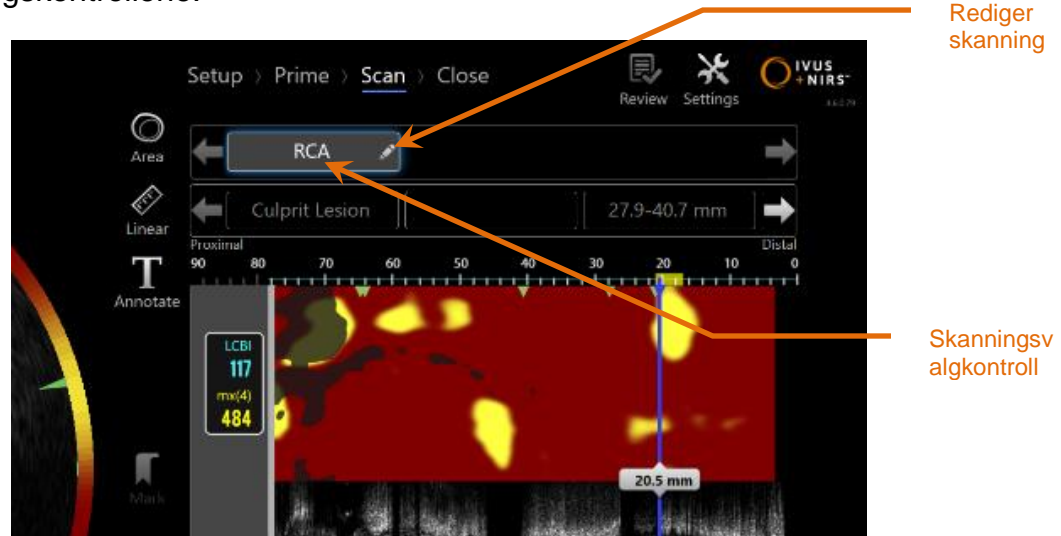 gskontrollene.
Rediger
skanning
Setup › Prime › Scan › Close
Review
Settings
IVUS
+NIRS
Area
RCA
Linear
Culprit Lesion
27.9-40.7 mm
Proximal
Distal
90 80 70 60 50 40 30 20 10 0
T
Annotate
LCBI
117
mx(4)
484
Skanningsv
algkontroll
Mark
20.5 mm